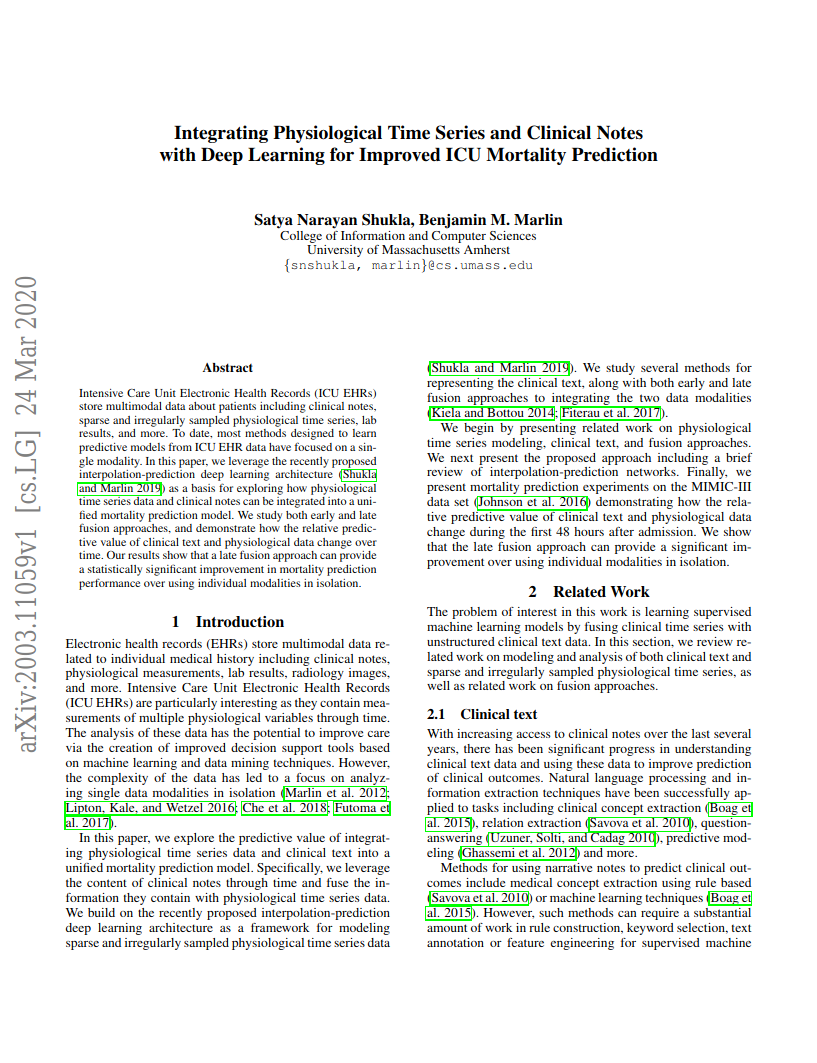 Integrating Physiological Time Series and Clinical Notes
with Deep Learning for Improved ICU Mortality Prediction
Satya Narayan Shukla, Benjamin M. Marlin
College of Information and Computer Sciences
University of Massachusetts Amherst
{snshukla, marlin}@cs.umass.edu
arXiv:2003.11059v1 [cs.LG] 24 Mar 2020
Abstract
Intensive Care Unit Electronic Health Records (ICU EHRs)
store multimodal data about patients including clinical notes,
sparse and irregularly sampled physiological time series, lab
results, and more. To date, most methods designed to learn
predictive models from ICU EHR data have focused on a sin-
gle modality. In this paper, we leverage the recently proposed
interpolation-prediction deep learning architecture (Shukla
and Marlin 2019) as a basis for exploring how physiological
time series data and clinical notes can be integrated into a uni-
fied mortality prediction model. We study both early and late
fusion approaches, and demonstrate how the relative predic-
tive value of clinical text and physiological data change over
time. Our results show that a late fusion approach can provide
a statistically significant improvement in mortality prediction
performance over using individual modalities in isolation.
1 Introduction
Electronic health records (EHRs) store multimodal data re-
lated to individual medical history including clinical notes,
physiological measurements, lab results, radiology images,
and more. Intensive Care Unit Electronic Health Records
(ICU EHRs) are particularly interesting as they contain mea-
surements of multiple physiological variables through time.
The analysis of these data has the potential to improve care
via the creation of improved decision support tools based
on machine learning and data mining techniques. However,
the complexity of the data has led to a focus on analyz-
ing single data modalities in isolation (Marlin et al. 2012;
Lipton, Kale, and Wetzel 2016; Che et al. 2018; Futoma et
al. 2017).
In this paper, we explore the predictive value of integrat-
ing physiological time series data and clinical text into a
unified mortality prediction model. Specifically, we leverage
the content of clinical notes through time and fuse the in-
formation they contain with physiological time series data.
We build on the recently proposed interpolation-prediction
deep learning architecture as a framework for modeling
sparse and irregularly sampled physiological time series data
(Shukla and Marlin 2019). We study several methods for
representing the clinical text, along with both early and late
fusion approaches to integrating the two data modalities
(Kiela and Bottou 2014; Fiterau et al. 2017).
We begin by presenting related work on physiological
time series modeling, clinical text, and fusion approaches.
We next present the proposed approach including a brief
review of interpolation-prediction networks. Finally, we
present mortality prediction experiments on the MIMIC-III
data set (Johnson et al. 2016) demonstrating how the rela-
tive predictive value of clinical text and physiological data
change during the first 48 hours after admission. We show
that the late fusion approach can provide a significant im-
provement over using individual modalities in isolation.
2 Related Work
The problem of interest in this work is learning supervised
machine learning models by fusing clinical time series with
unstructured clinical text data. In this section, we review re-
lated work on modeling and analysis of both clinical text and
sparse and irregularly sampled physiological time series, as
well as related work on fusion approaches.
2.1 Clinical text
With increasing access to clinical notes over the last several
years, there has been significant progress in understanding
clinical text data and using these data to improve prediction
of clinical outcomes. Natural language processing and in-
formation extraction techniques have been successfully ap-
plied to tasks including clinical concept extraction (Boag et
al. 2015), relation extraction (Savova et al. 2010), question-
answering (Uzuner, Solti, and Cadag 2010), predictive mod-
eling (Ghassemi et al. 2012) and more.
Methods for using narrative notes to predict clinical out-
comes include medical concept extraction using rule based
(Savova et al. 2010) or machine learning techniques (Boag et
al. 2015). However, such methods can require a substantial
amount of work in rule construction, keyword selection, text
annotation or feature engineering for supervised machine